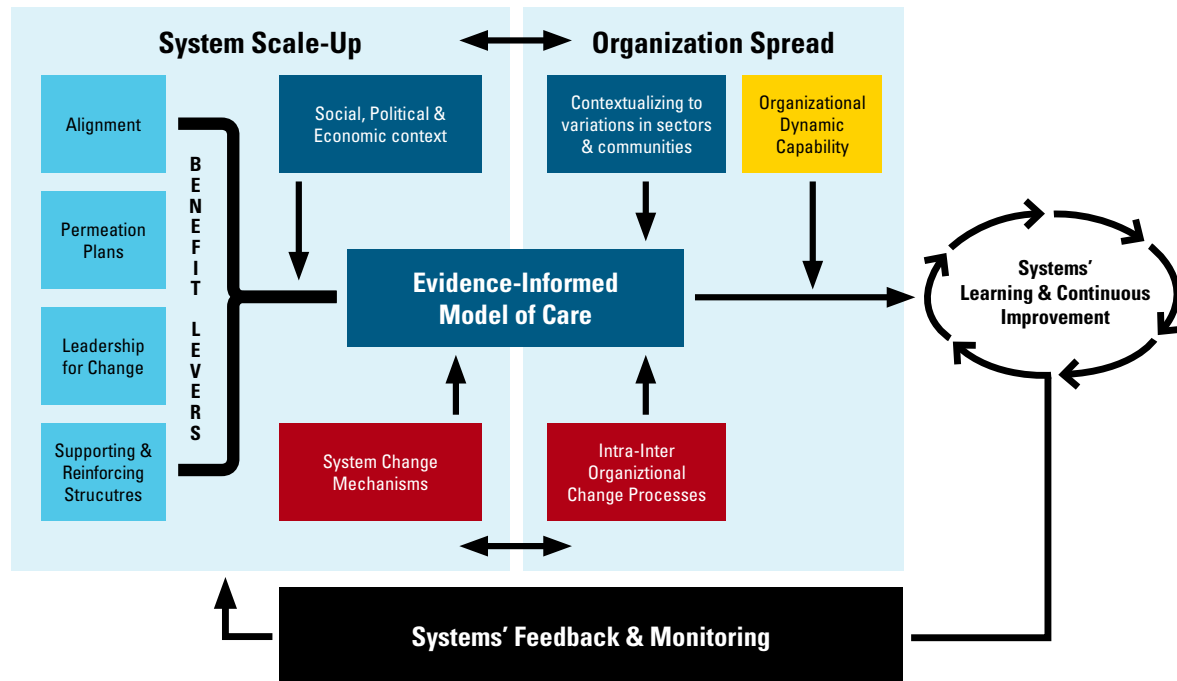 System Scale-Up
Organization Spread
Alignment
Permeation
Plans
Leadership
for Change
Supporting &
Reinforcing
Strucutres
BENEFIT LEVERS
Social, Political &
Economic context
Contextualizing to
variations in sectors
& communities
Organizational
Dynamic
Capability
Evidence-Informed
Model of Care
System Change
Mechanisms
Intra-Inter
Organiztional
Change Processes
Systems’
Learning & Continuous
Improvement
Systems’ Feedback & Monitoring